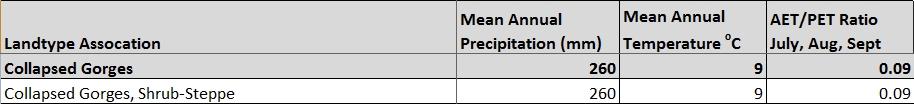 Landtype Assocation Mean Annual Precipitation (mm) Mean Annual Temperature °C AET/PET Ratio July, Aug, Sept
Collapsed Gorges 260 9 0.09
Collapsed Gorges, Shrub-Steppe 260 9 0.09